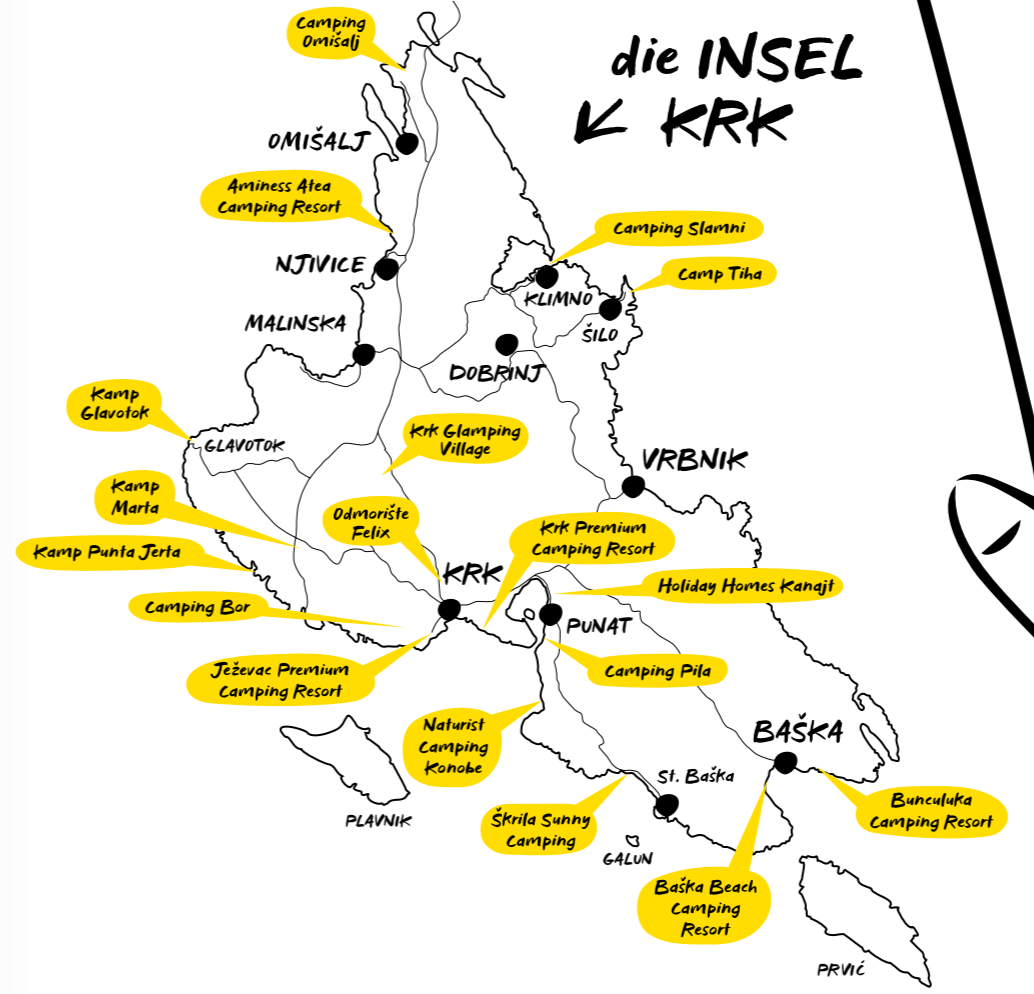 Camping
Omišalj
die INSEL
KRK
OMIŠALJ
Aminess Atea
Camping Resort
Camping Slamni
NJIVICE
Camp Tiha
KLIMNO
MALINSKA
ŠILO
DOBRINJ
Kamp
Glavotok
GLAVOTOK
Krk Glamping
Village
VRBNIK
Kamp
Marta
Odmorište
Felix
Krk Premium
Camping Resort
Kamp Punta Jerta
KRK
Holiday Homes Kanajt
Camping Bor
PUNAT
Ježevac Premium
Camping Resort
Camping Pila
Naturist
Camping
Konobe
BAŠKA
St. Baška
PLAVNIK
Škrila Sunny
Camping
Bunculuka
Camping Resort
GALUN
Baška Beach
Camping
Resort
PRVIĆ